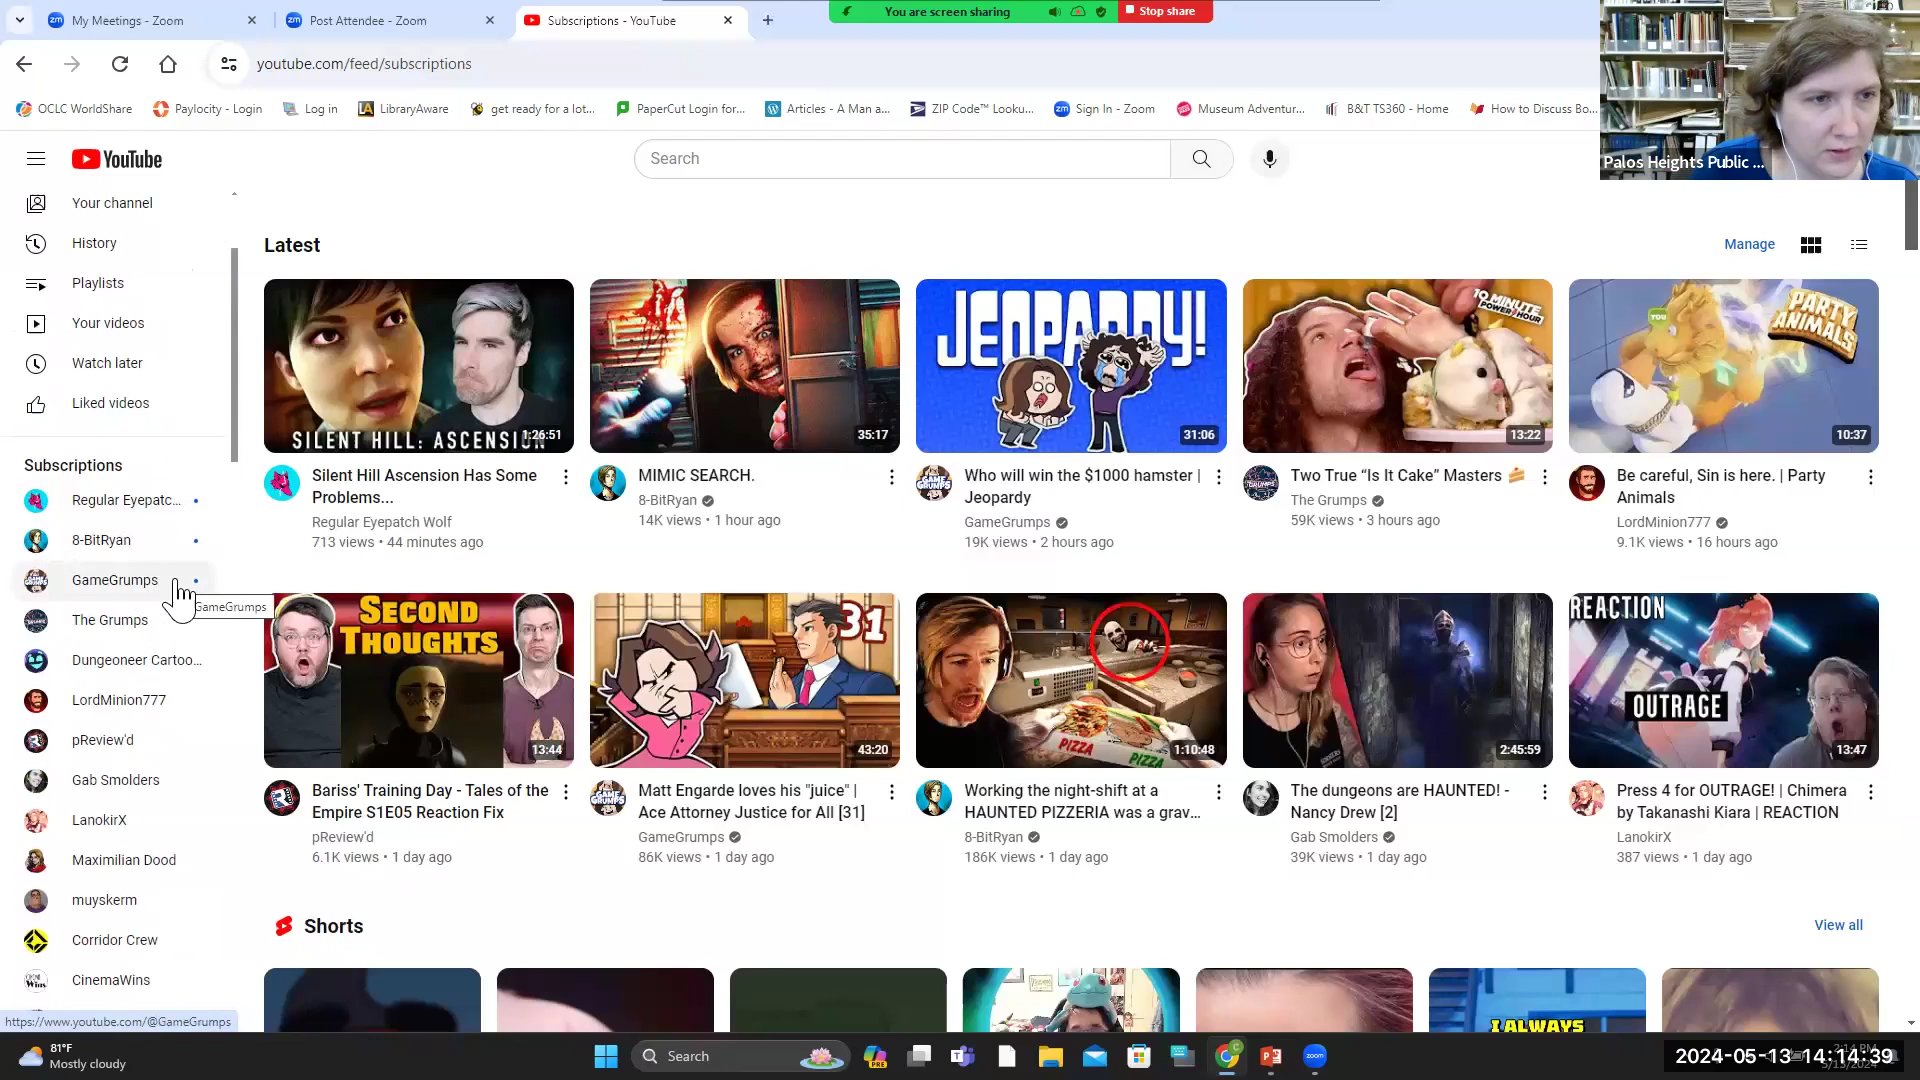 My Meetings - Zoom
Post Attendee - Zoom
Subscriptions - YouTube
You are screen sharing
Stop share
youtube.com/feed/subscriptions
OCLC WorldShare
Paylocity - Login
Log in
LibraryAware
get ready for a lot...
PaperCut Login for...
Articles - A Man a...
ZIP Code™ Looku...
Sign In - Zoom
Museum Adventur...
B&T TS360 - Home
How to Discuss Bo...
Palos Heights Public ...
YouTube
Search
Your channel
History
Playlists
Your videos
Watch later
Liked videos
Subscriptions
Regular Eyepatc...
8-BitRyan
GameGrumps
GameGrumps
The Grumps
Dungeoneer Cartoo...
LordMinion777
pReview'd
Gab Smolders
LanokirX
Maximilian Dood
muyskerm
Corridor Crew
CinemaWins
Latest
Manage
SILENT HILL: ASCENSION
1:26:51
35:17
JEOPARDY!
31:06
10 MINUTE
POWER HOUR
13:22
YOU
PARTY
ANIMALS
10:37
Silent Hill Ascension Has Some
Problems...
Regular Eyepatch Wolf
713 views • 44 minutes ago
MIMIC SEARCH.
8-BitRyan
14K views • 1 hour ago
Who will win the $1000 hamster |
Jeopardy
GameGrumps
19K views • 2 hours ago
Two True “Is It Cake” Masters 🍰
The Grumps
59K views • 3 hours ago
Be careful, Sin is here. | Party
Animals
LordMinion777
9.1K views • 16 hours ago
SECOND
THOUGHTS
13:44
31
43:20
PIZZA
PIZZA
1:10:48
2:45:59
REACTION
OUTRAGE
13:47
Bariss' Training Day - Tales of the
Empire S1E05 Reaction Fix
pReview'd
6.1K views • 1 day ago
Matt Engarde loves his "juice" |
Ace Attorney Justice for All [31]
GameGrumps
86K views • 1 day ago
Working the night-shift at a
HAUNTED PIZZERIA was a grav...
8-BitRyan
186K views • 1 day ago
The dungeons are HAUNTED! -
Nancy Drew [2]
Gab Smolders
39K views • 1 day ago
Press 4 for OUTRAGE! | Chimera
by Takanashi Kiara | REACTION
LanokirX
387 views • 1 day ago
Shorts
View all
I ALWAYS
https://www.youtube.com/@GameGrumps
81°F
Mostly cloudy
Search
2024-05-13 14:14:39